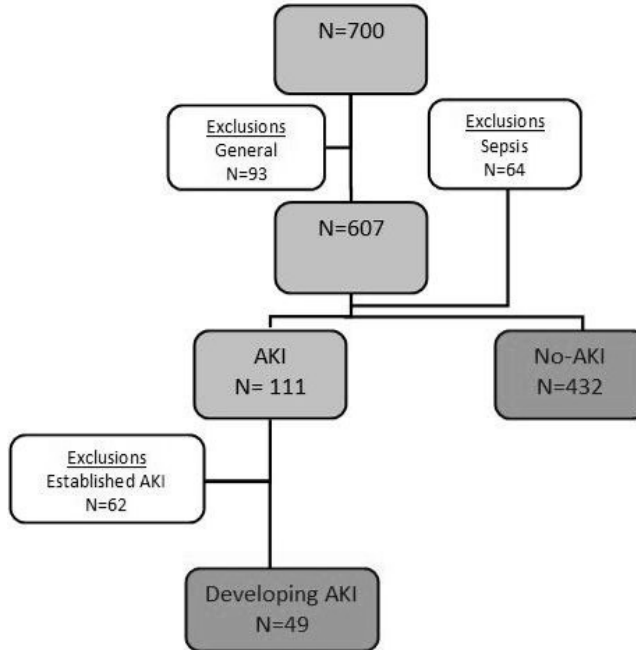 N=700
Exclusions
General
N=93
Exclusions
Sepsis
N=64
N=607
AKI
N= 111
No-AKI
N=432
Exclusions
Established AKI
N=62
Developing AKI
N=49